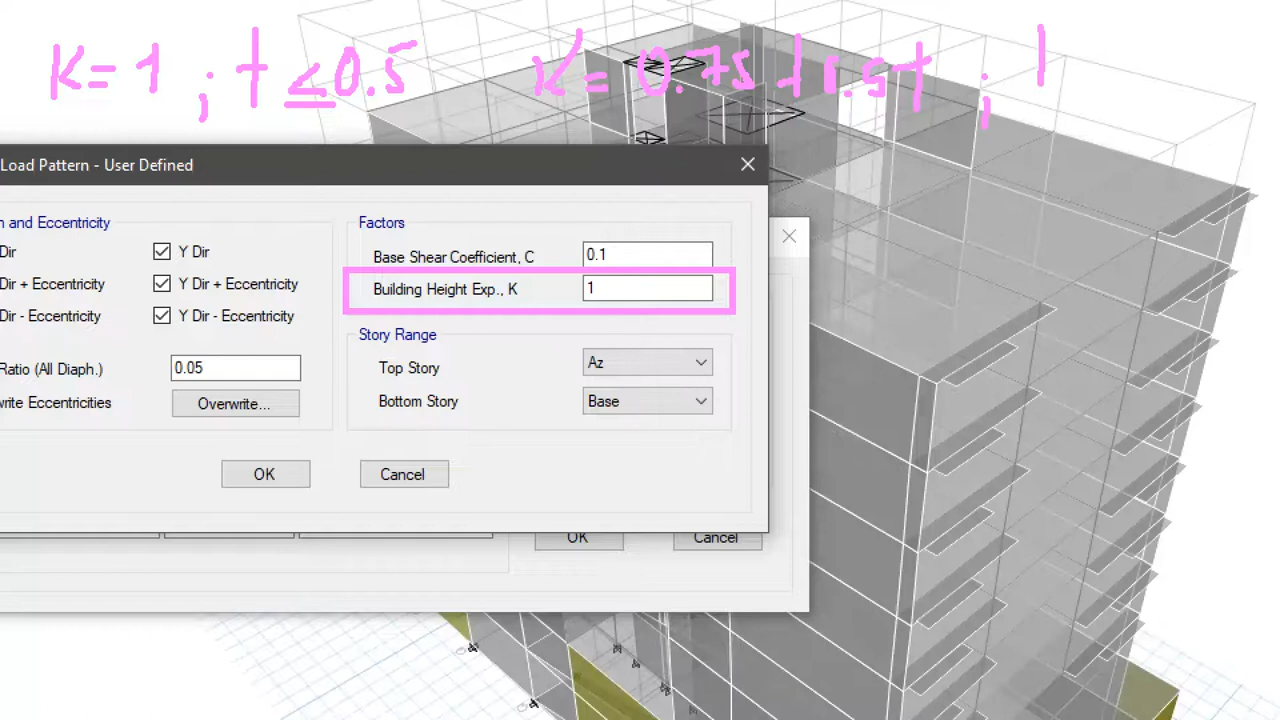 K=1 ; t ≤0.5 K=0.75+0.5t ;
Load Pattern - User Defined
and Eccentricity
Dir
Y Dir
Dir + Eccentricity
Y Dir + Eccentricity
Dir - Eccentricity
Y Dir - Eccentricity
Ratio (All Diaph.)
0.05
Eccentricities
Overwrite...
Factors
Base Shear Coefficient, C
0.1
Building Height Exp., K
1
Story Range
Top Story
Az
Bottom Story
Base
OK
Cancel
OK
Cancel